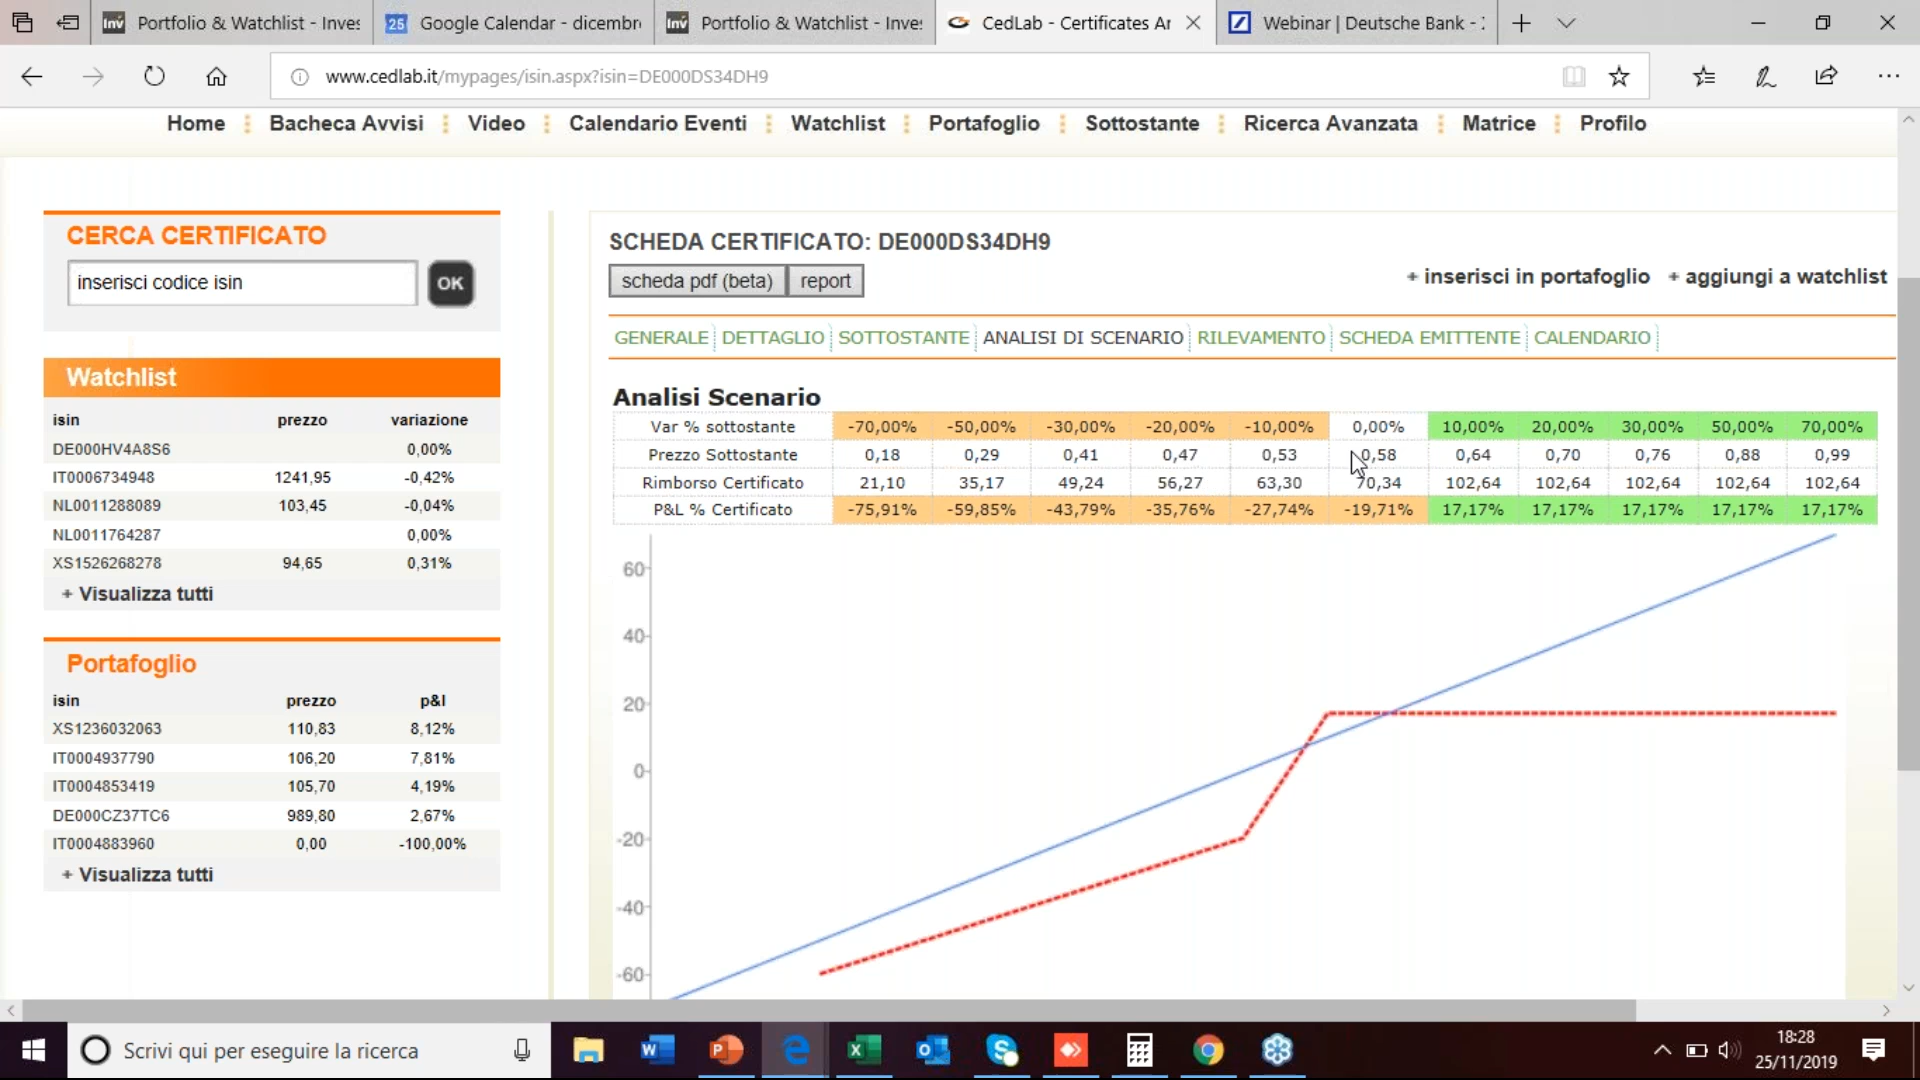 Portfolio & Watchlist - Inves
25 Google Calendar - dicembre
Portfolio & Watchlist - Inves
CedLab - Certificates Ar
Webinar | Deutsche Bank -
www.cedlab.it/mypages/isin.aspx?isin=DE000DS34DH9
Home Bacheca Avvisi Video Calendario Eventi Watchlist Portafoglio Sottostante Ricerca Avanzata Matrice Profilo
CERCA CERTIFICATO
inserisci codice isin OK
Watchlist
isin prezzo variazione
DE000HV4A8S6 0,00%
IT0006734948 1241,95 -0,42%
NL0011288089 103,45 -0,04%
NL0011764287 0,00%
XS1526268278 94,65 0,31%
+ Visualizza tutti
Portafoglio
isin prezzo p&l
XS1236032063 110,83 8,12%
IT0004937790 106,20 7,81%
IT0004853419 105,70 4,19%
DE000CZ37TC6 989,80 2,67%
IT0004883960 0,00 -100,00%
+ Visualizza tutti
SCHEDA CERTIFICATO: DE000DS34DH9
scheda pdf (beta) report
+ inserisci in portafoglio + aggiungi a watchlist
GENERALE DETTAGLIO SOTTOSTANTE ANALISI DI SCENARIO RILEVAMENTO SCHEDA EMITTENTE CALENDARIO
Analisi Scenario
Var % sottostante -70,00% -50,00% -30,00% -20,00% -10,00% 0,00% 10,00% 20,00% 30,00% 50,00% 70,00%
Prezzo Sottostante 0,18 0,29 0,41 0,47 0,53 0,58 0,64 0,70 0,76 0,88 0,99
Rimborso Certificato 21,10 35,17 49,24 56,27 63,30 70,34 102,64 102,64 102,64 102,64 102,64
P&L % Certificato -75,91% -59,85% -43,79% -35,76% -27,74% -19,71% 17,17% 17,17% 17,17% 17,17% 17,17%
60
40
20
0
-20
-40
-60
Scrivi qui per eseguire la ricerca
18:28
25/11/2019